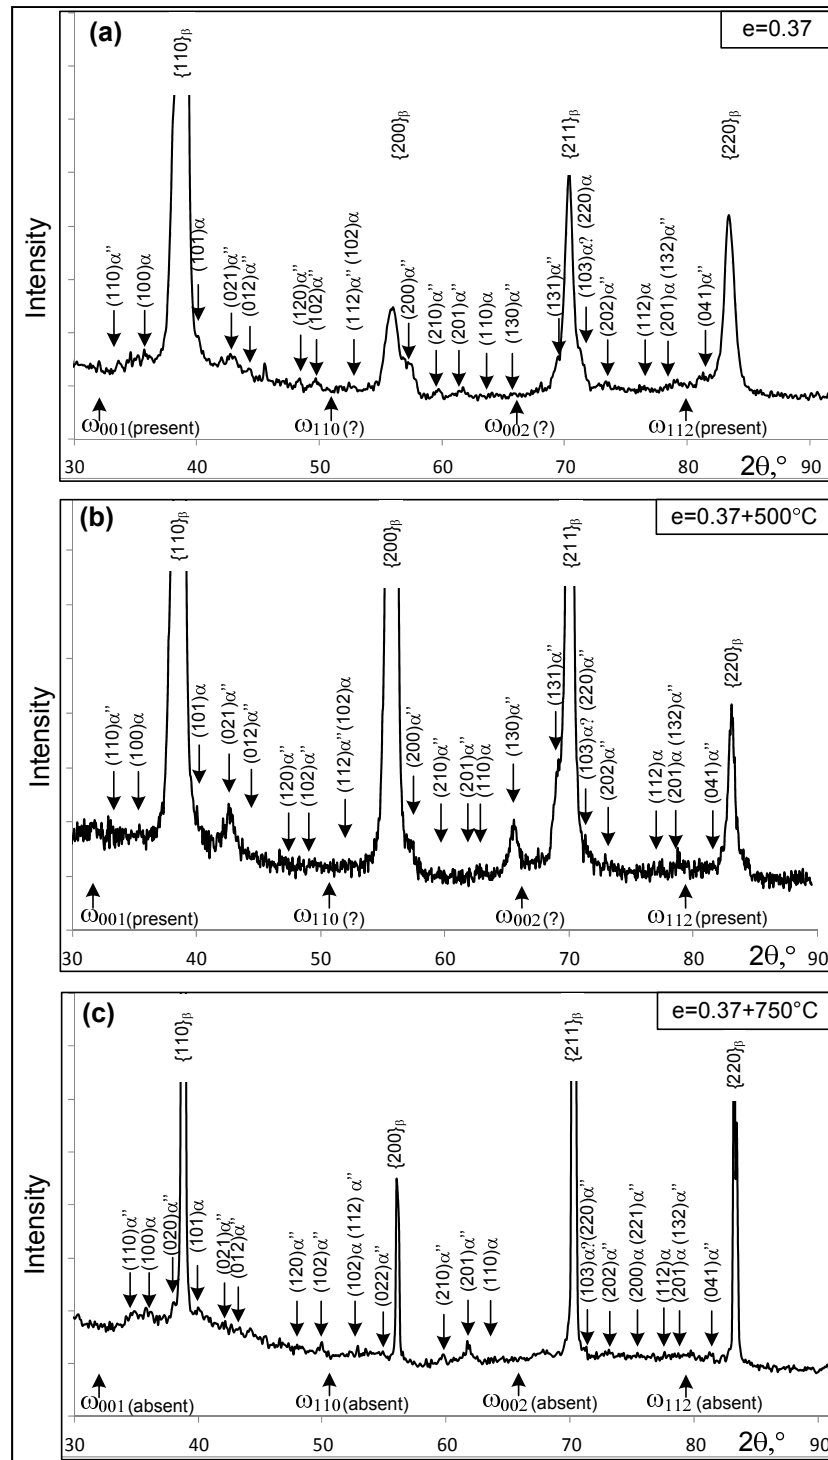 (a)
e=0.37
{110}β
{200}β
{211}β
{220}β
(110)α"
(100)α
(101)α
(021)α"
(012)α"
(120)α"
(102)α"
(112)α" (102)α
(200)α"
(210)α"
(201)α"
(110)α
(130)α"
(131)α"
(103)α? (220)α
(202)α"
(112)α
(201)α (132)α"
(041)α"
Intensity
ω001(present)
ω110(?)
ω002(?)
ω112(present)
30 40 50 60 70 80 90
2θ,°
(b)
e=0.37+500°C
{110}β
{200}β
{211}β
{220}β
(110)α"
(100)α
(101)α
(021)α"
(012)α"
(120)α"
(102)α"
(112)α" (102)α
(200)α"
(210)α"
(201)α"
(110)α
(130)α"
(131)α"
(103)α? (220)α"
(202)α"
(112)α
(201)α (132)α"
(041)α"
Intensity
ω001(present)
ω110(?)
ω002(?)
ω112(present)
30 40 50 60 70 80 90
2θ,°
(c)
e=0.37+750°C
{110}β
{200}β
{211}β
{220}β
(110)α"
(100)α
(020)α"
(101)α
(021)α"
(012)α"
(120)α"
(102)α"
(102)α (112) α"
(022)α"
(210)α"
(201)α"
(110)α
(103)α?(220)α"
(202)α"
(200)α (221)α"
(112)α
(201)α (132)α"
(041)α"
Intensity
ω001(absent)
ω110(absent)
ω002(absent)
ω112(absent)
30 40 50 60 70 80 90
2θ,°